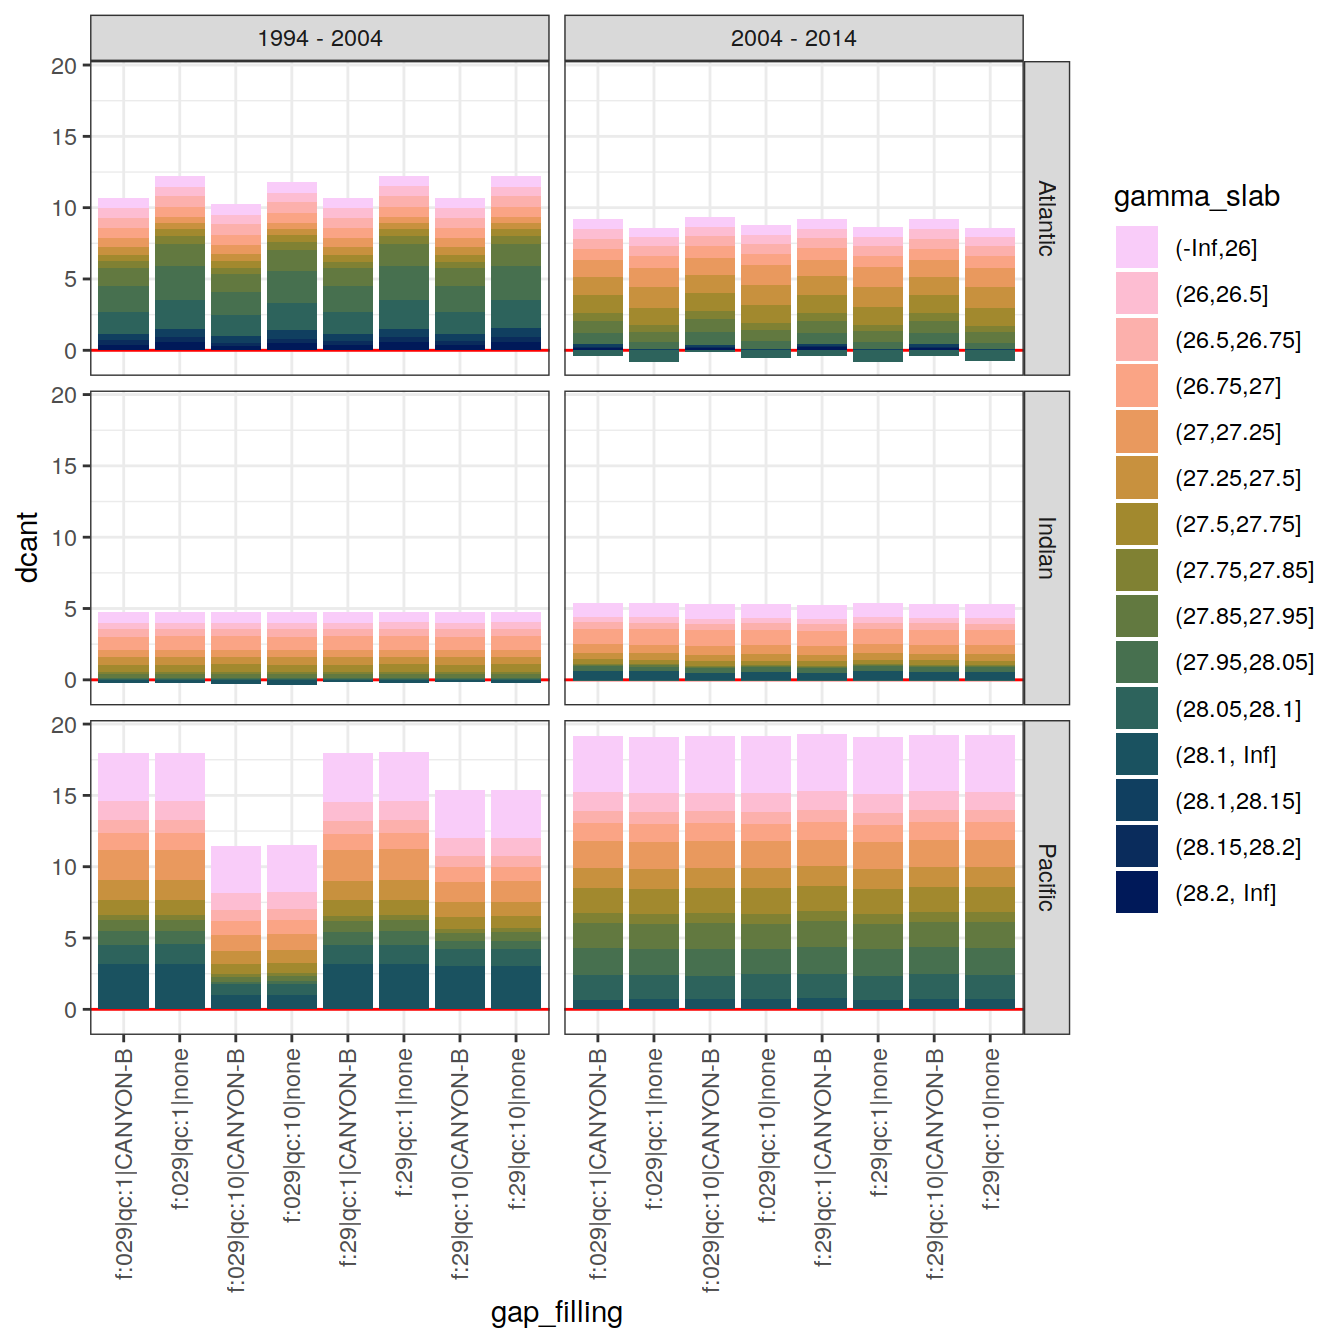 1994 - 2004
2004 - 2014
20
15
10
5
0
Atlantic
20
15
10
5
0
Indian
20
15
10
5
0
Pacific
dcant
f:029|qc:1|CANYON-B
f:029|qc:1|none
f:029|qc:10|CANYON-B
f:029|qc:10|none
f:29|qc:1|CANYON-B
f:29|qc:1|none
f:29|qc:10|CANYON-B
f:29|qc:10|none
f:029|qc:1|CANYON-B
f:029|qc:1|none
f:029|qc:10|CANYON-B
f:029|qc:10|none
f:29|qc:1|CANYON-B
f:29|qc:1|none
f:29|qc:10|CANYON-B
f:29|qc:10|none
gap_filling
gamma_slab
(-Inf,26]
(26,26.5]
(26.5,26.75]
(26.75,27]
(27,27.25]
(27.25,27.5]
(27.5,27.75]
(27.75,27.85]
(27.85,27.95]
(27.95,28.05]
(28.05,28.1]
(28.1, Inf]
(28.1,28.15]
(28.15,28.2]
(28.2, Inf]